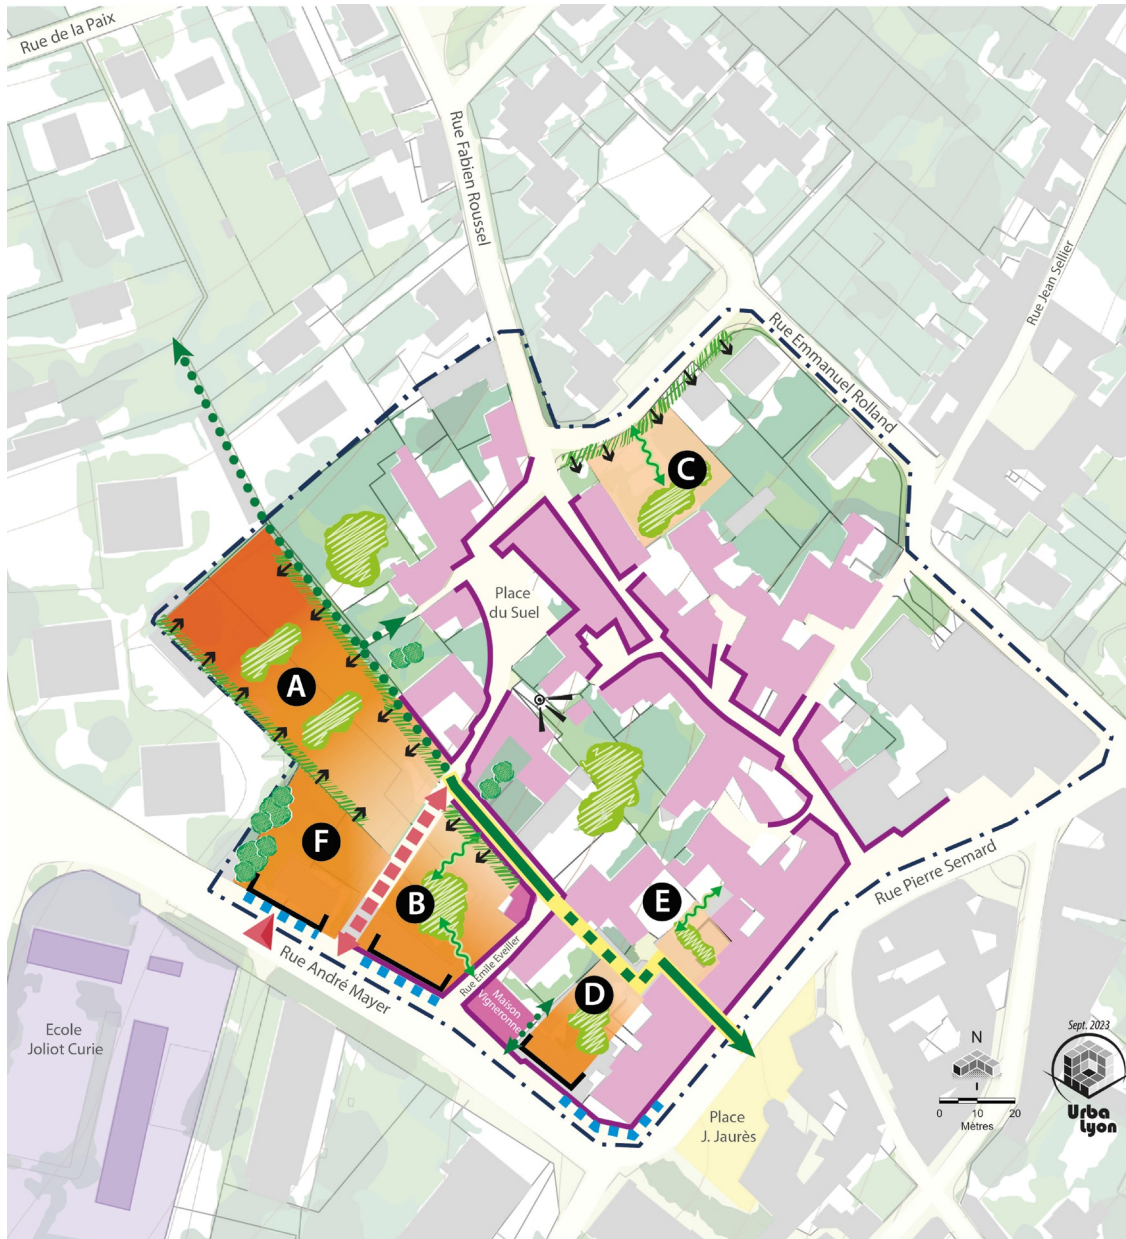 Rue de la Paix
Rue Fabien Roussel
Rue Jean Sellier
Rue Emmanuel Rolland
C
Place
du Suel
A
F
B
E
Rue Pierre Semard
Rue Emile Eveiller
Maison
Vigneronne
D
Rue André Mayer
Ecole
Joliot Curie
Place
J. Jaurès
N
0 10 20
Mètres
Sept. 2023
Urba
Lyon